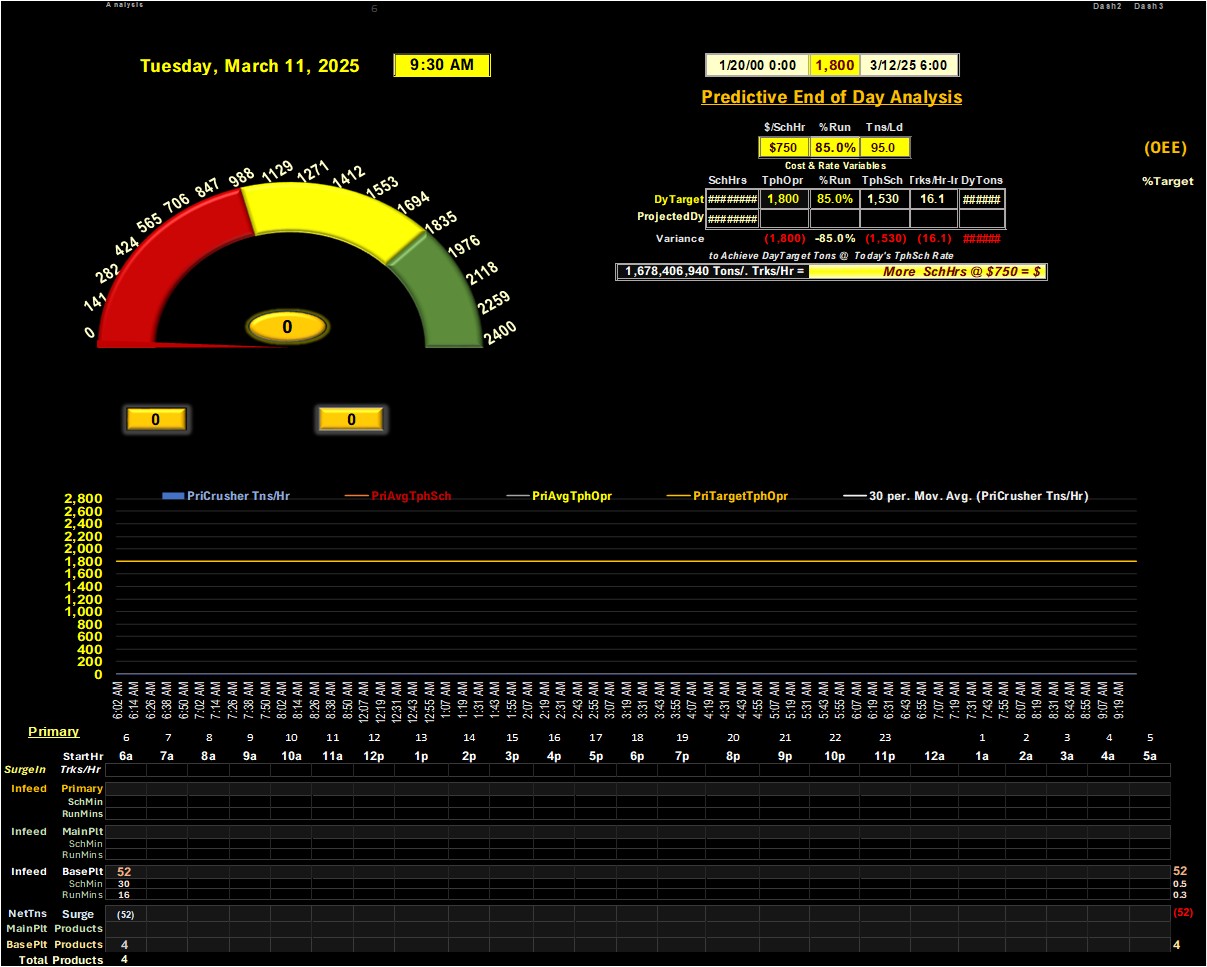 Analysis 6 Dash2 Dash3
Tuesday, March 11, 2025 9:30 AM 1/20/00 0:00 1,800 3/12/25 6:00
Predictive End of Day Analysis
$/SchHr %Run Tns/Ld
$750 85.0% 95.0
Cost & Rate Variables
(OEE)
%Target
SchHrs TphOpr %Run TphSch Trks/Hr-In DyTons
DyTarget ######## 1,800 85.0% 1,530 16.1 ######
ProjectedDy ########
Variance (1,800) -85.0% (1,530) (16.1) ######
to Achieve DayTarget Tons @ Today's TphSch Rate
1,678,406,940 Tons/. Trks/Hr = More SchHrs @ $750 = $
0 141 282 424 565 706 847 988 1129 1271 1412 1553 1694 1835 1976 2118 2259 2400
0
0 0
PriCrusher Tns/Hr PriAvgTphSch PriAvgTphOpr PriTargetTphOpr 30 per. Mov. Avg. (PriCrusher Tns/Hr)
2,800
2,600
2,400
2,200
2,000
1,800
1,600
1,400
1,200
1,000
800
600
400
200
0
6:02 AM 6:14 AM 6:26 AM 6:38 AM 6:50 AM 7:02 AM 7:14 AM 7:26 AM 7:38 AM 7:50 AM 8:02 AM 8:14 AM 8:26 AM 8:38 AM 8:50 AM 12:07 AM 12:19 AM 12:31 AM 12:43 AM 12:55 AM 1:07 AM 1:19 AM 1:31 AM 1:43 AM 1:55 AM 2:07 AM 2:19 AM 2:31 AM 2:43 AM 2:55 AM 3:07 AM 3:19 AM 3:31 AM 3:43 AM 3:55 AM 4:07 AM 4:19 AM 4:31 AM 4:43 AM 4:55 AM 5:07 AM 5:19 AM 5:31 AM 5:43 AM 5:55 AM 6:07 AM 6:19 AM 6:31 AM 6:43 AM 6:55 AM 7:07 AM 7:19 AM 7:31 AM 7:43 AM 7:55 AM 8:07 AM 8:19 AM 8:31 AM 8:43 AM 8:55 AM 9:07 AM 9:19 AM
Primary 6 7 8 9 10 11 12 13 14 15 16 17 18 19 20 21 22 23 1 2 3 4 5
StartHr 6a 7a 8a 9a 10a 11a 12p 1p 2p 3p 4p 5p 6p 7p 8p 9p 10p 11p 12a 1a 2a 3a 4a 5a
SurgeIn Trks/Hr
Infeed Primary
SchMin
RunMins
Infeed MainPlt
SchMin
RunMins
Infeed BasePlt 52 52
SchMin 30 0.5
RunMins 16 0.3
NetTns Surge (52) (52)
MainPlt Products
BasePlt Products 4 4
Total Products 4